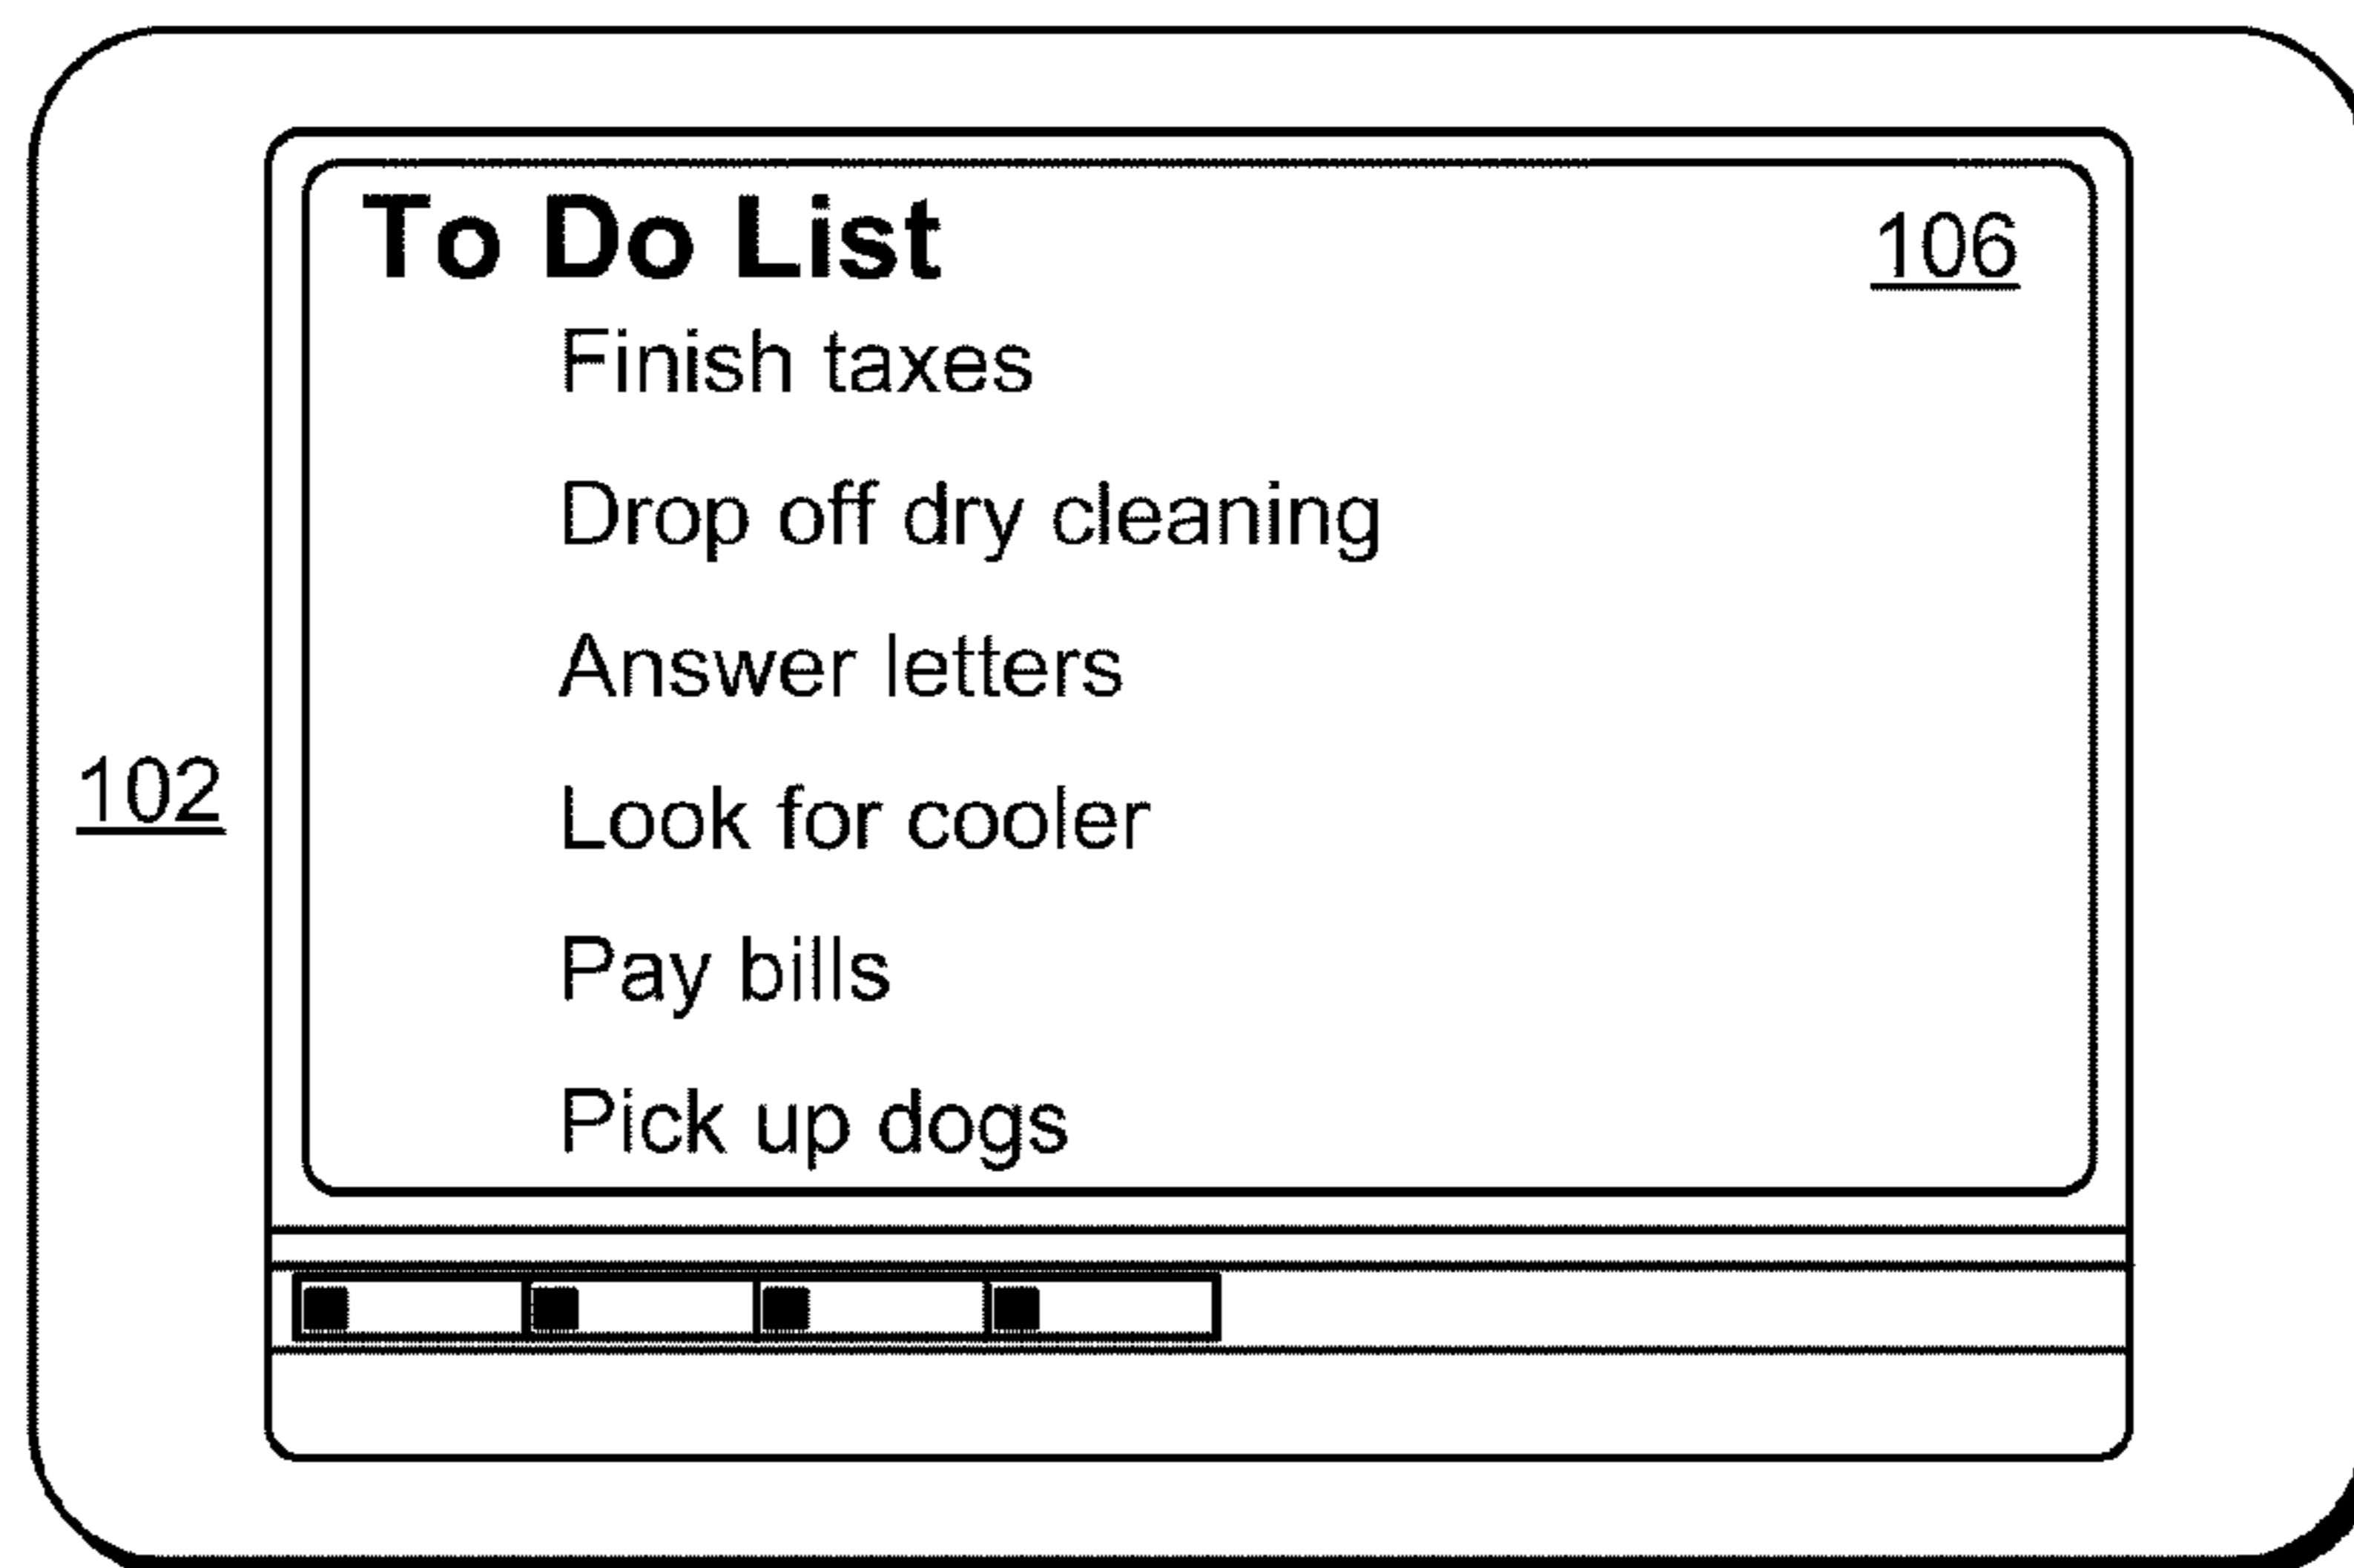 To Do List
106
Finish taxes
Drop off dry cleaning
Answer letters
102
Look for cooler
Pay bills
Pick up dogs